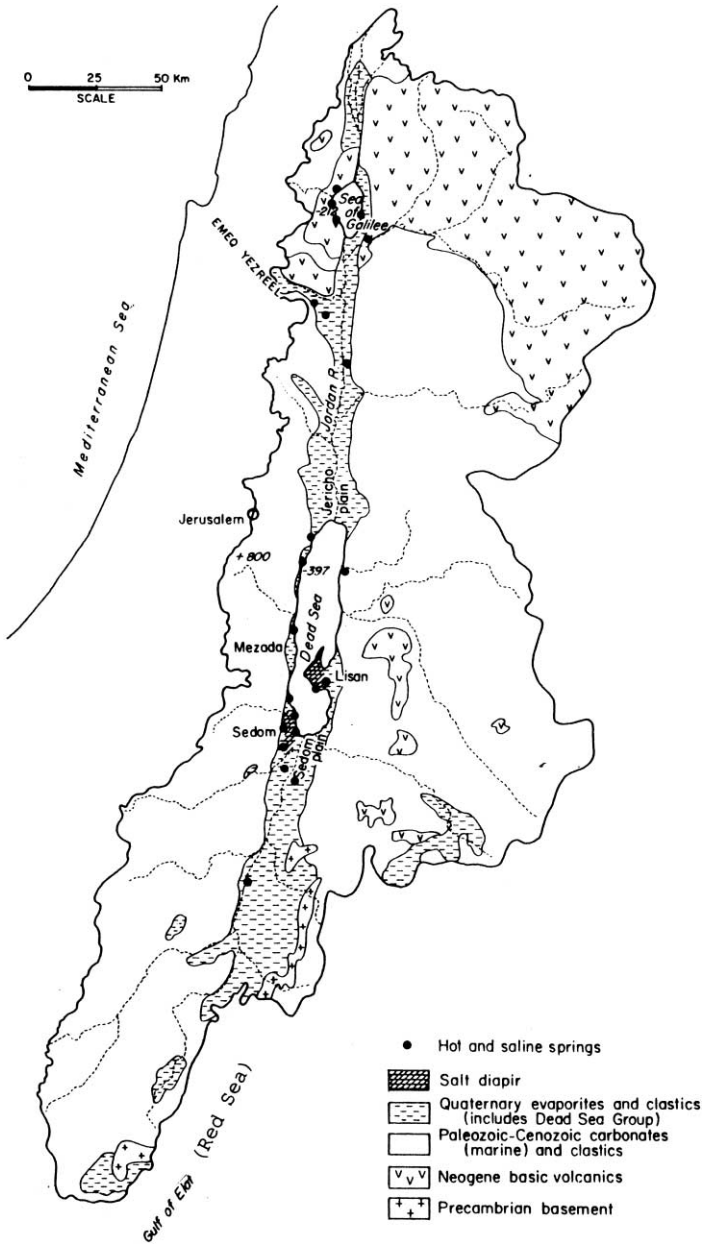 0 25 50 Km
SCALE
Sea
of
Galilee
EMEQ YEZREEL
Mediterranean Sea
Jordan R.
Jericho
plain
Jerusalem
+ 800
-397
Dead Sea
Mezada
Lisan
Sedom
Sedom plain
Gulf of Elat (Red Sea)
Hot and saline springs
Salt diapir
Quaternary evaporites and clastics
(includes Dead Sea Group)
Paleozoic-Cenozoic carbonates
(marine) and clastics
Neogene basic volcanics
Precambrian basement